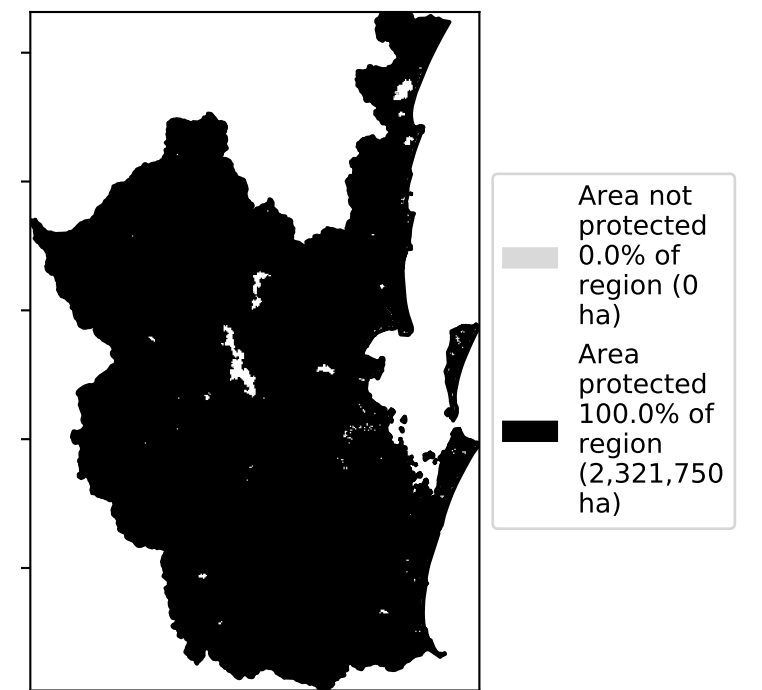 Area not
protected
0.0% of
region (0
ha)
Area
protected
100.0% of
region
(2,321,750
ha)